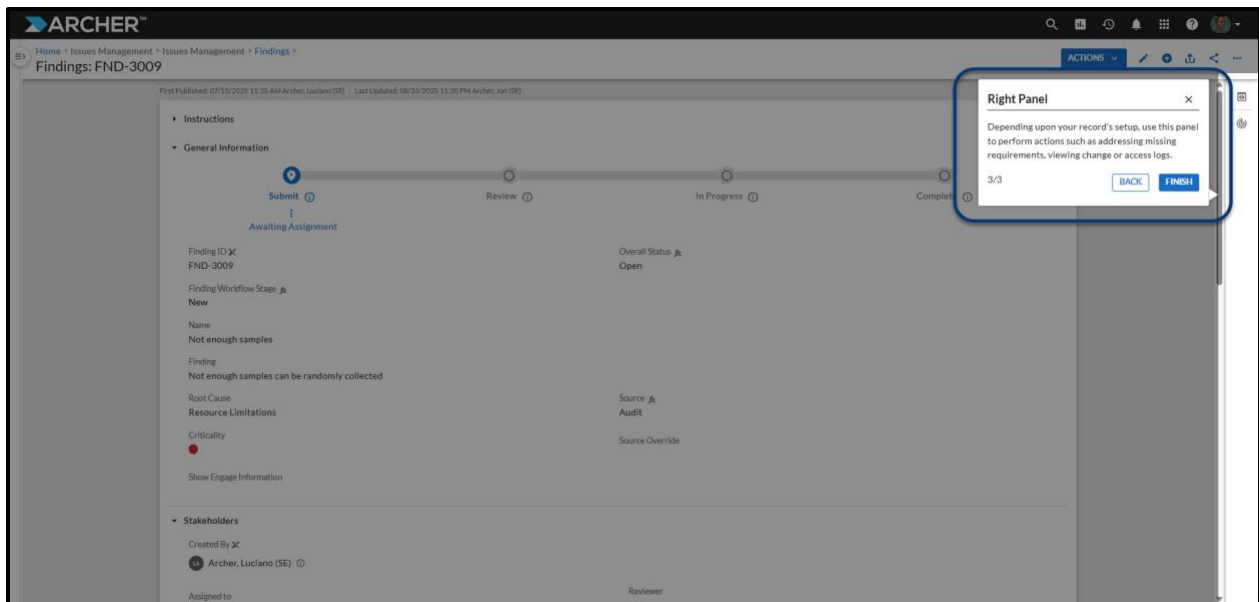 ARCHER™
Home > Issues Management > Issues Management > Findings >
Findings: FND-3009
ACTIONS
First Published: 07/15/2025 11:35 AM Archer, Luciano (SE) | Last Updated: 08/26/2025 11:30 PM Archer, Jon (SE)
Right Panel
Depending upon your record's setup, use this panel
to perform actions such as addressing missing
requirements, viewing change or access logs.
3/3
BACK
FINISH
Instructions
General Information
Submit
Review
In Progress
Complete
Awaiting Assignment
Finding ID
FND-3009
Overall Status
Open
Finding Workflow Stage
New
Name
Not enough samples
Finding
Not enough samples can be randomly collected
Root Cause
Resource Limitations
Source
Audit
Criticality
Source Override
Show Engage Information
Stakeholders
Created By
LA Archer, Luciano (SE)
Assigned to
Reviewer